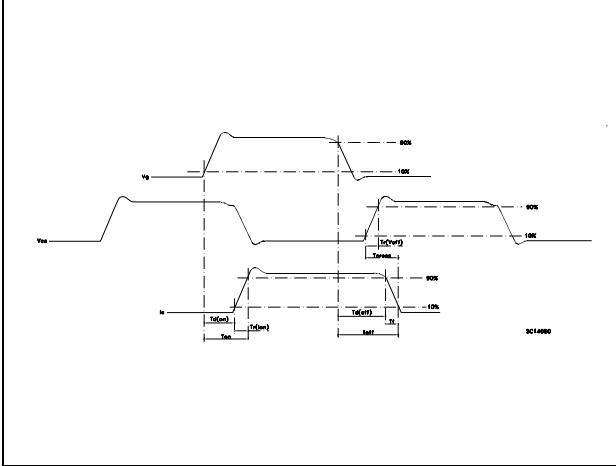 90%
10%
Vg
90%
Vce
10%
Tr(Voff)
Tcross
90%
Ic
10%
Td(on)
Td(off)
Tf
Tr(Ion)
Ton
Toff
SC14080